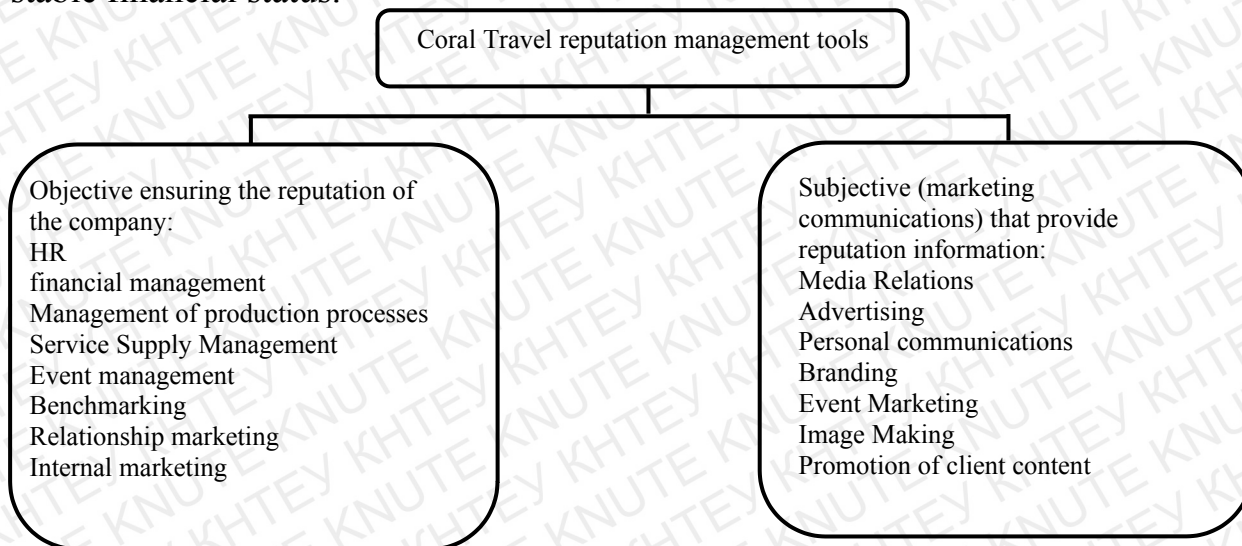 stable financial status.
Coral Travel reputation management tools
Objective ensuring the reputation of
the company:
HR
financial management
Management of production processes
Service Supply Management
Event management
Benchmarking
Relationship marketing
Internal marketing
Subjective (marketing
communications) that provide
reputation information:
Media Relations
Advertising
Personal communications
Branding
Event Marketing
Image Making
Promotion of client content